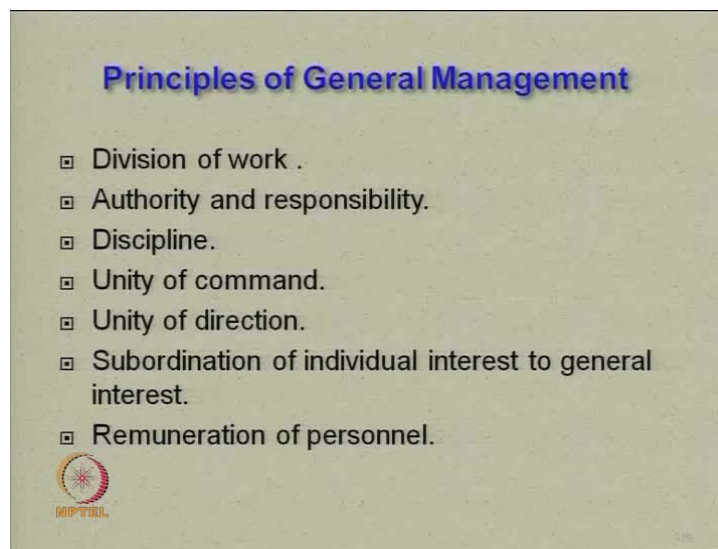 Principles of General Management
Division of work .
Authority and responsibility.
Discipline.
Unity of command.
Unity of direction.
Subordination of individual interest to general
interest.
Remuneration of personnel.
NPTEL